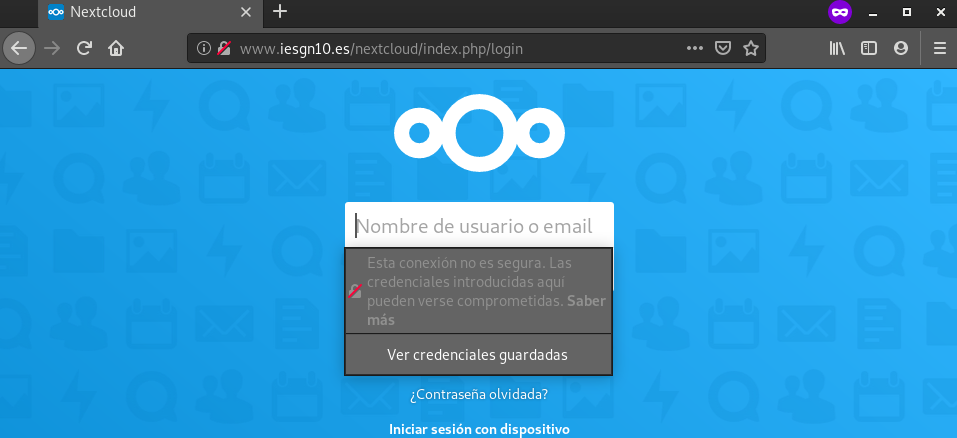 Nextcloud
www.iesgn10.es/nextcloud/index.php/login
Nombre de usuario o email
Esta conexión no es segura. Las
credenciales introducidas aquí
pueden verse comprometidas. Saber
más
Ver credenciales guardadas
¿Contraseña olvidada?
Iniciar sesión con dispositivo